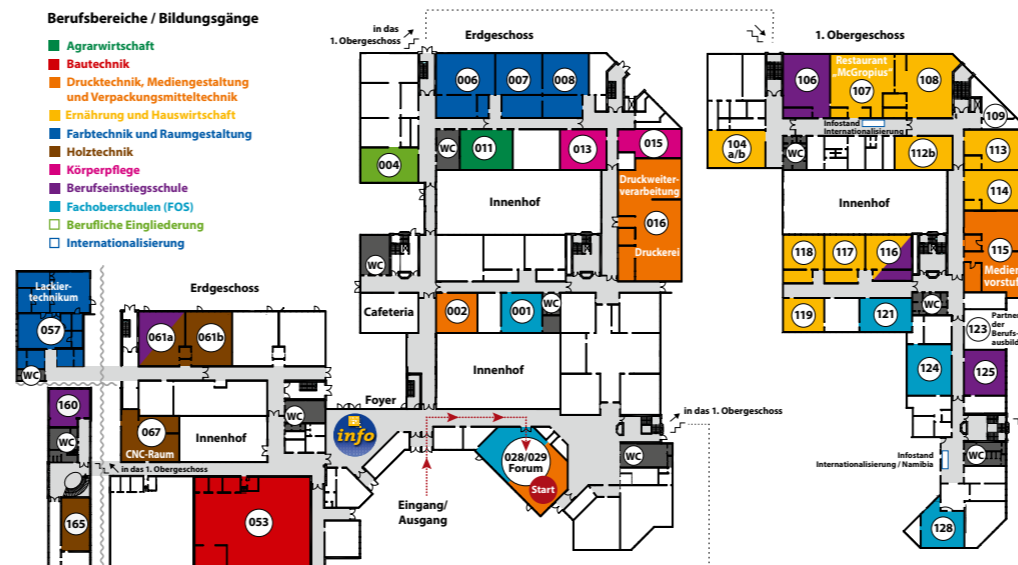 Berufsbereiche / Bildungsgänge
Agrarwirtschaft
Bautechnik
Drucktechnik, Mediengestaltung
und Verpackungsmitteltechnik
Ernährung und Hauswirtschaft
Farbtechnik und Raumgestaltung
Holztechnik
Körperpflege
Berufseinstiegsschule
Fachoberschulen (FOS)
Berufliche Eingliederung
Internationalisierung
in das
1. Obergeschoss
Erdgeschoss
1. Obergeschoss
006
007
008
004
WC
011
013
015
Druckweiter-
verarbeitung
016
Druckerei
Innenhof
WC
Cafeteria
002
001
WC
Innenhof
Foyer
info
028/029
Forum
Start
WC
Eingang/
Ausgang
in das 1. Obergeschoss
106
Restaurant
„McGropius“
107
108
109
Infostand
Internationalisierung
104
a/b
WC
112b
113
114
Innenhof
118
117
116
115
Medien
vorstuf
119
121
WC
123
Partner
der
Berufs-
ausbild
124
125
WC
Infostand
Internationalisierung / Namibia
128
Erdgeschoss
Lackier-
technikum
057
WC
061a
061b
160
WC
067
CNC-Raum
Innenhof
WC
in das 1. Obergeschoss
165
053